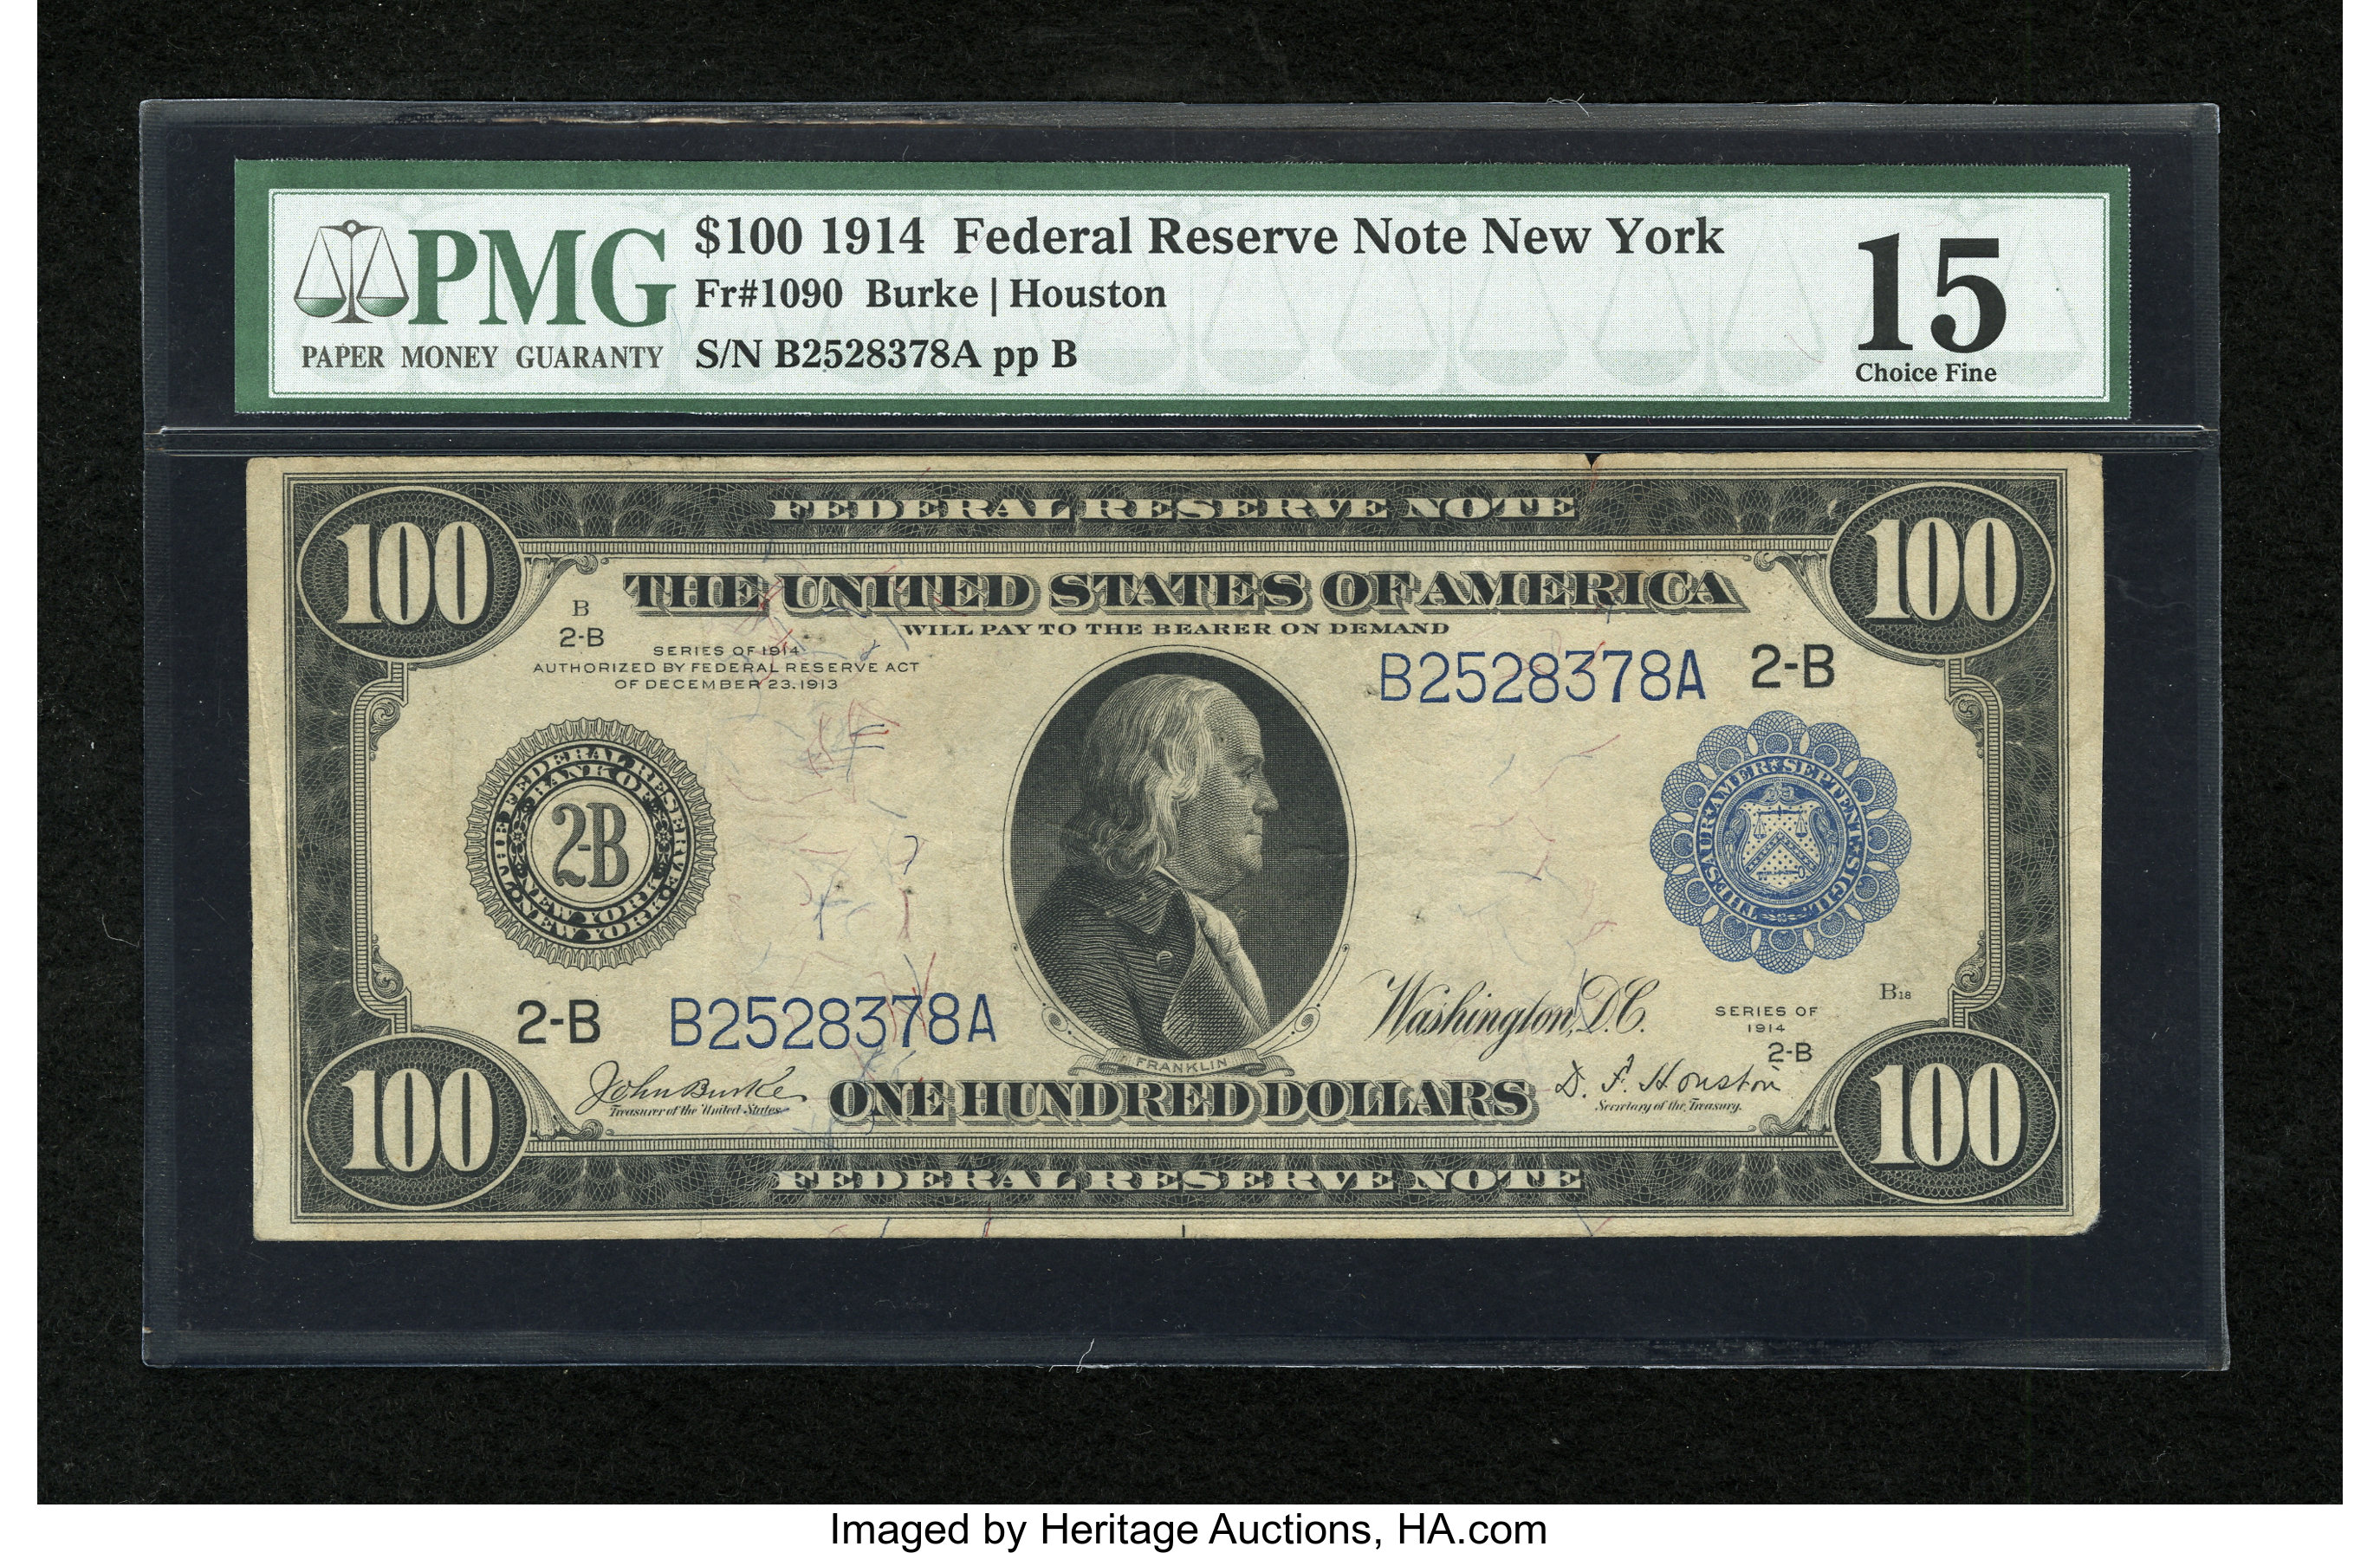 PMG
PAPER MONEY GUARANTY
$100 1914 Federal Reserve Note New York
Fr#1090 Burke | Houston
S/N B2528378A pp B
15
Choice Fine
FEDERAL RESERVE NOTE
100
100
THE UNITED STATES OF AMERICA
WILL PAY TO THE BEARER ON DEMAND
B
2-B
SERIES OF 1914
AUTHORIZED BY FEDERAL RESERVE ACT
OF DECEMBER 23, 1913
B2528378A 2-B
THE FEDERAL RESERVE
BANK OF
2-B
NEW YORK
NEW YORK
THESAUR. AMER. SEPTENT. SIGIL.
2-B B2528378A
FRANKLIN
Washington, D.C.
SERIES OF
1914
B18
2-B
John Burke
Treasurer of the United States
ONE HUNDRED DOLLARS
D. F. Houston
Secretary of the Treasury.
100
100
FEDERAL RESERVE NOTE
Imaged by Heritage Auctions, HA.com